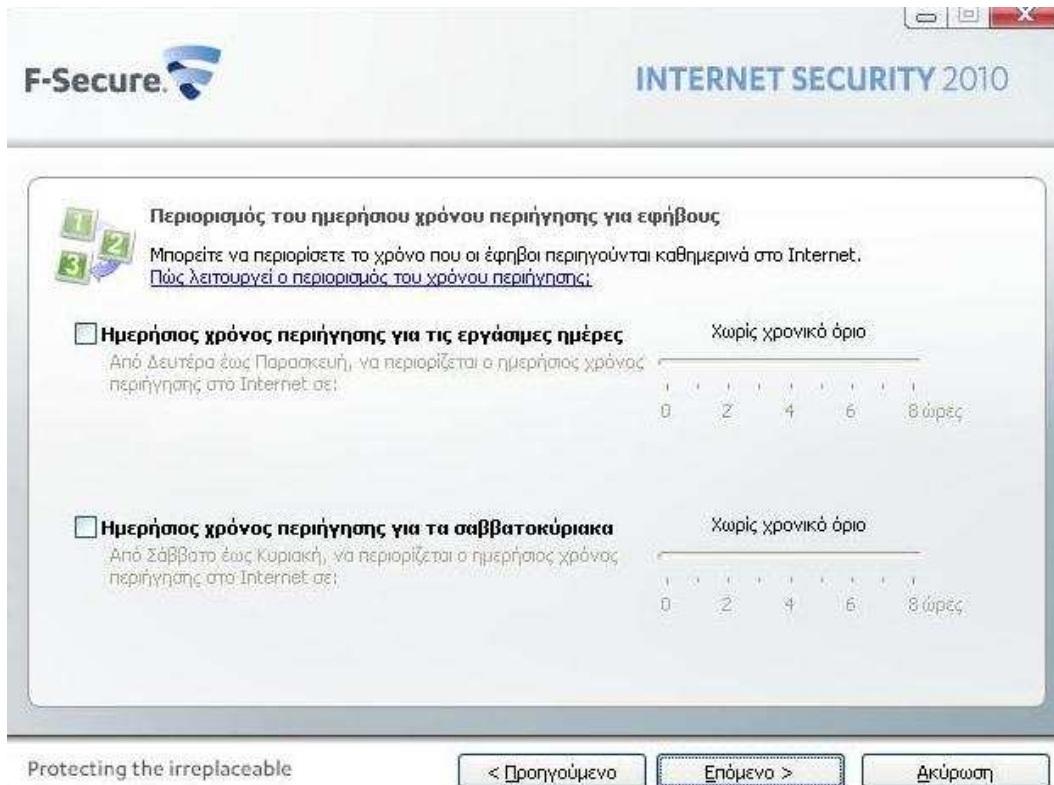 F-Secure.
INTERNET SECURITY 2010
1
2
3
Περιορισμός του ημερήσιου χρόνου περιήγησης για εφήβους
Μπορείτε να περιορίσετε το χρόνο που οι έφηβοι περιηγούνται καθημερινά στο Internet.
Πώς λειτουργεί ο περιορισμός του χρόνου περιήγησης;
Ημερήσιος χρόνος περιήγησης για τις εργάσιμες ημέρες
Χωρίς χρονικό όριο
Από Δευτέρα έως Παρασκευή, να περιορίζεται ο ημερήσιος χρόνος
περιήγησης στο Internet σε:
0 2 4 6 8 ώρες
Ημερήσιος χρόνος περιήγησης για τα σαββατοκύριακα
Χωρίς χρονικό όριο
Από Σάββατο έως Κυριακή, να περιορίζεται ο ημερήσιος χρόνος
περιήγησης στο Internet σε:
0 2 4 6 8 ώρες
Protecting the irreplaceable
< Προηγούμενο
Επόμενο >
Ακύρωση